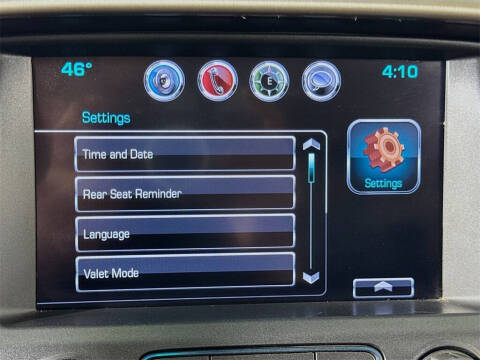 46°
4:10
E
Settings
Time and Date
Rear Seat Reminder
Language
Valet Mode
Settings